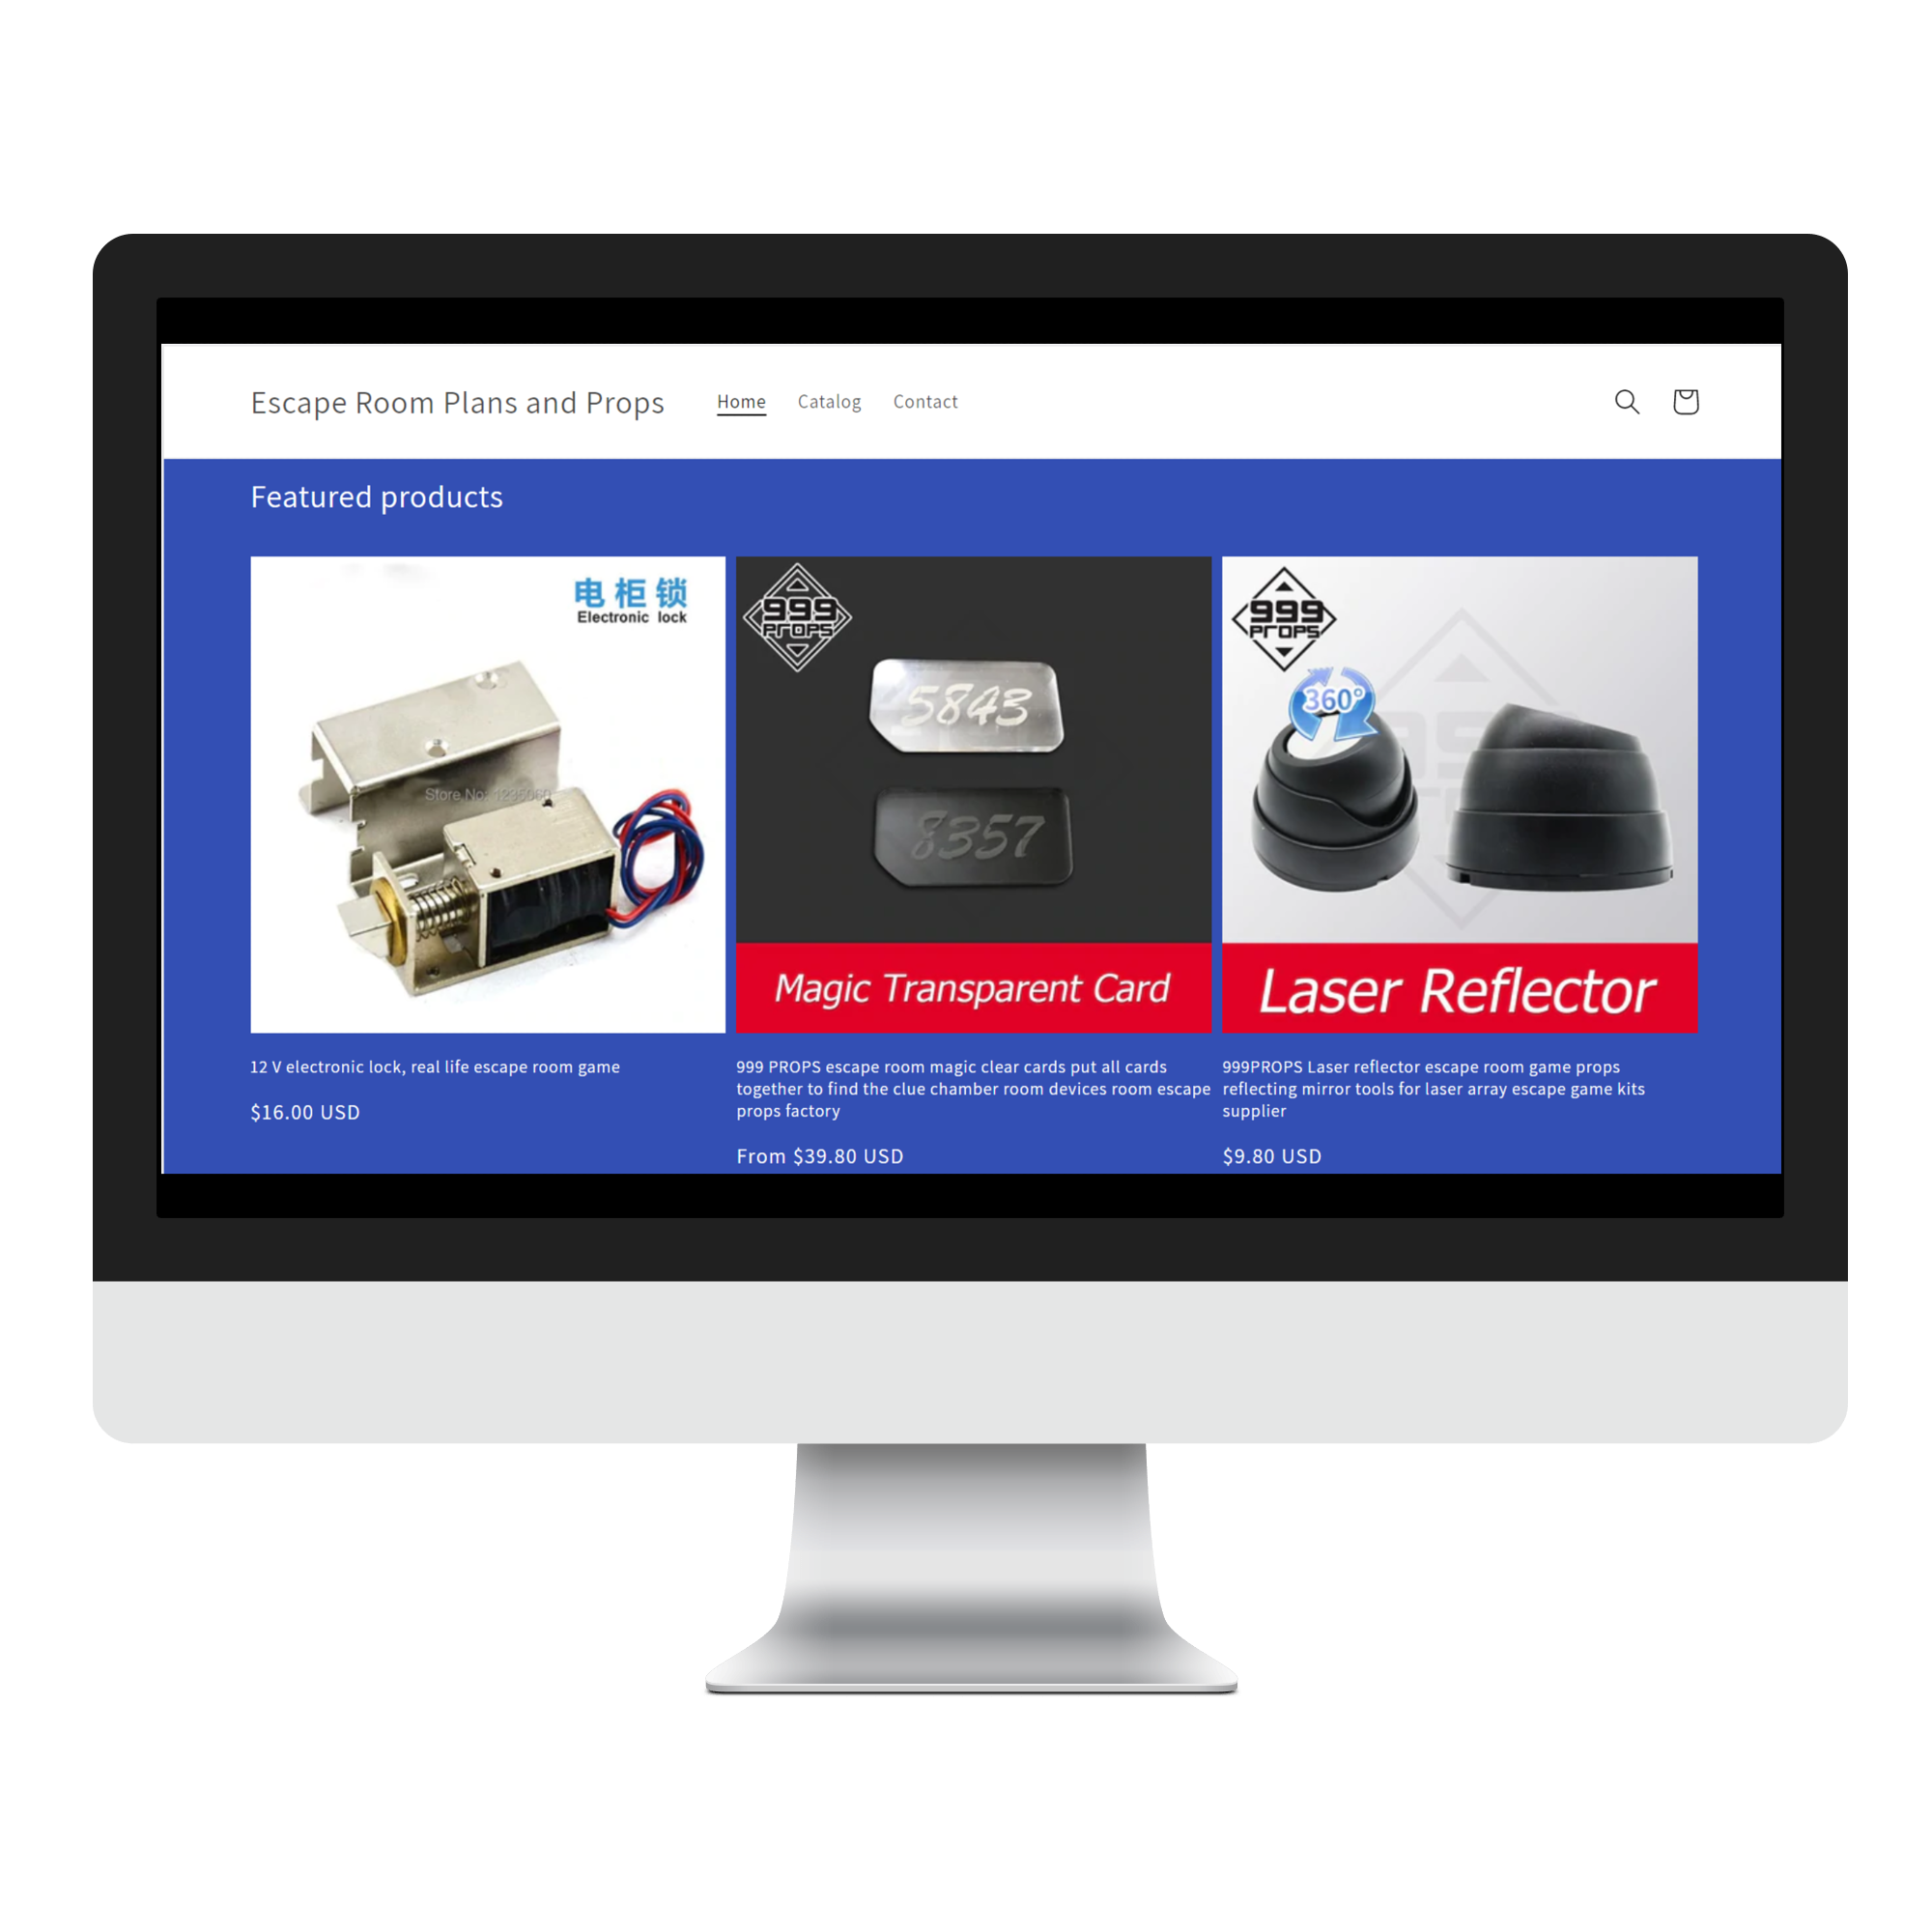 Escape Room Plans and Props
Home Catalog Contact
Featured products
电柜锁
Electronic lock
Store No: 1235060
999
PROPS
5843
8357
Magic Transparent Card
999
PROPS
360°
Laser Reflector
12 V electronic lock, real life escape room game
$16.00 USD
999 PROPS escape room magic clear cards put all cards
together to find the clue chamber room devices room escape
props factory
From $39.80 USD
999PROPS Laser reflector escape room game props
reflecting mirror tools for laser array escape game kits
supplier
$9.80 USD